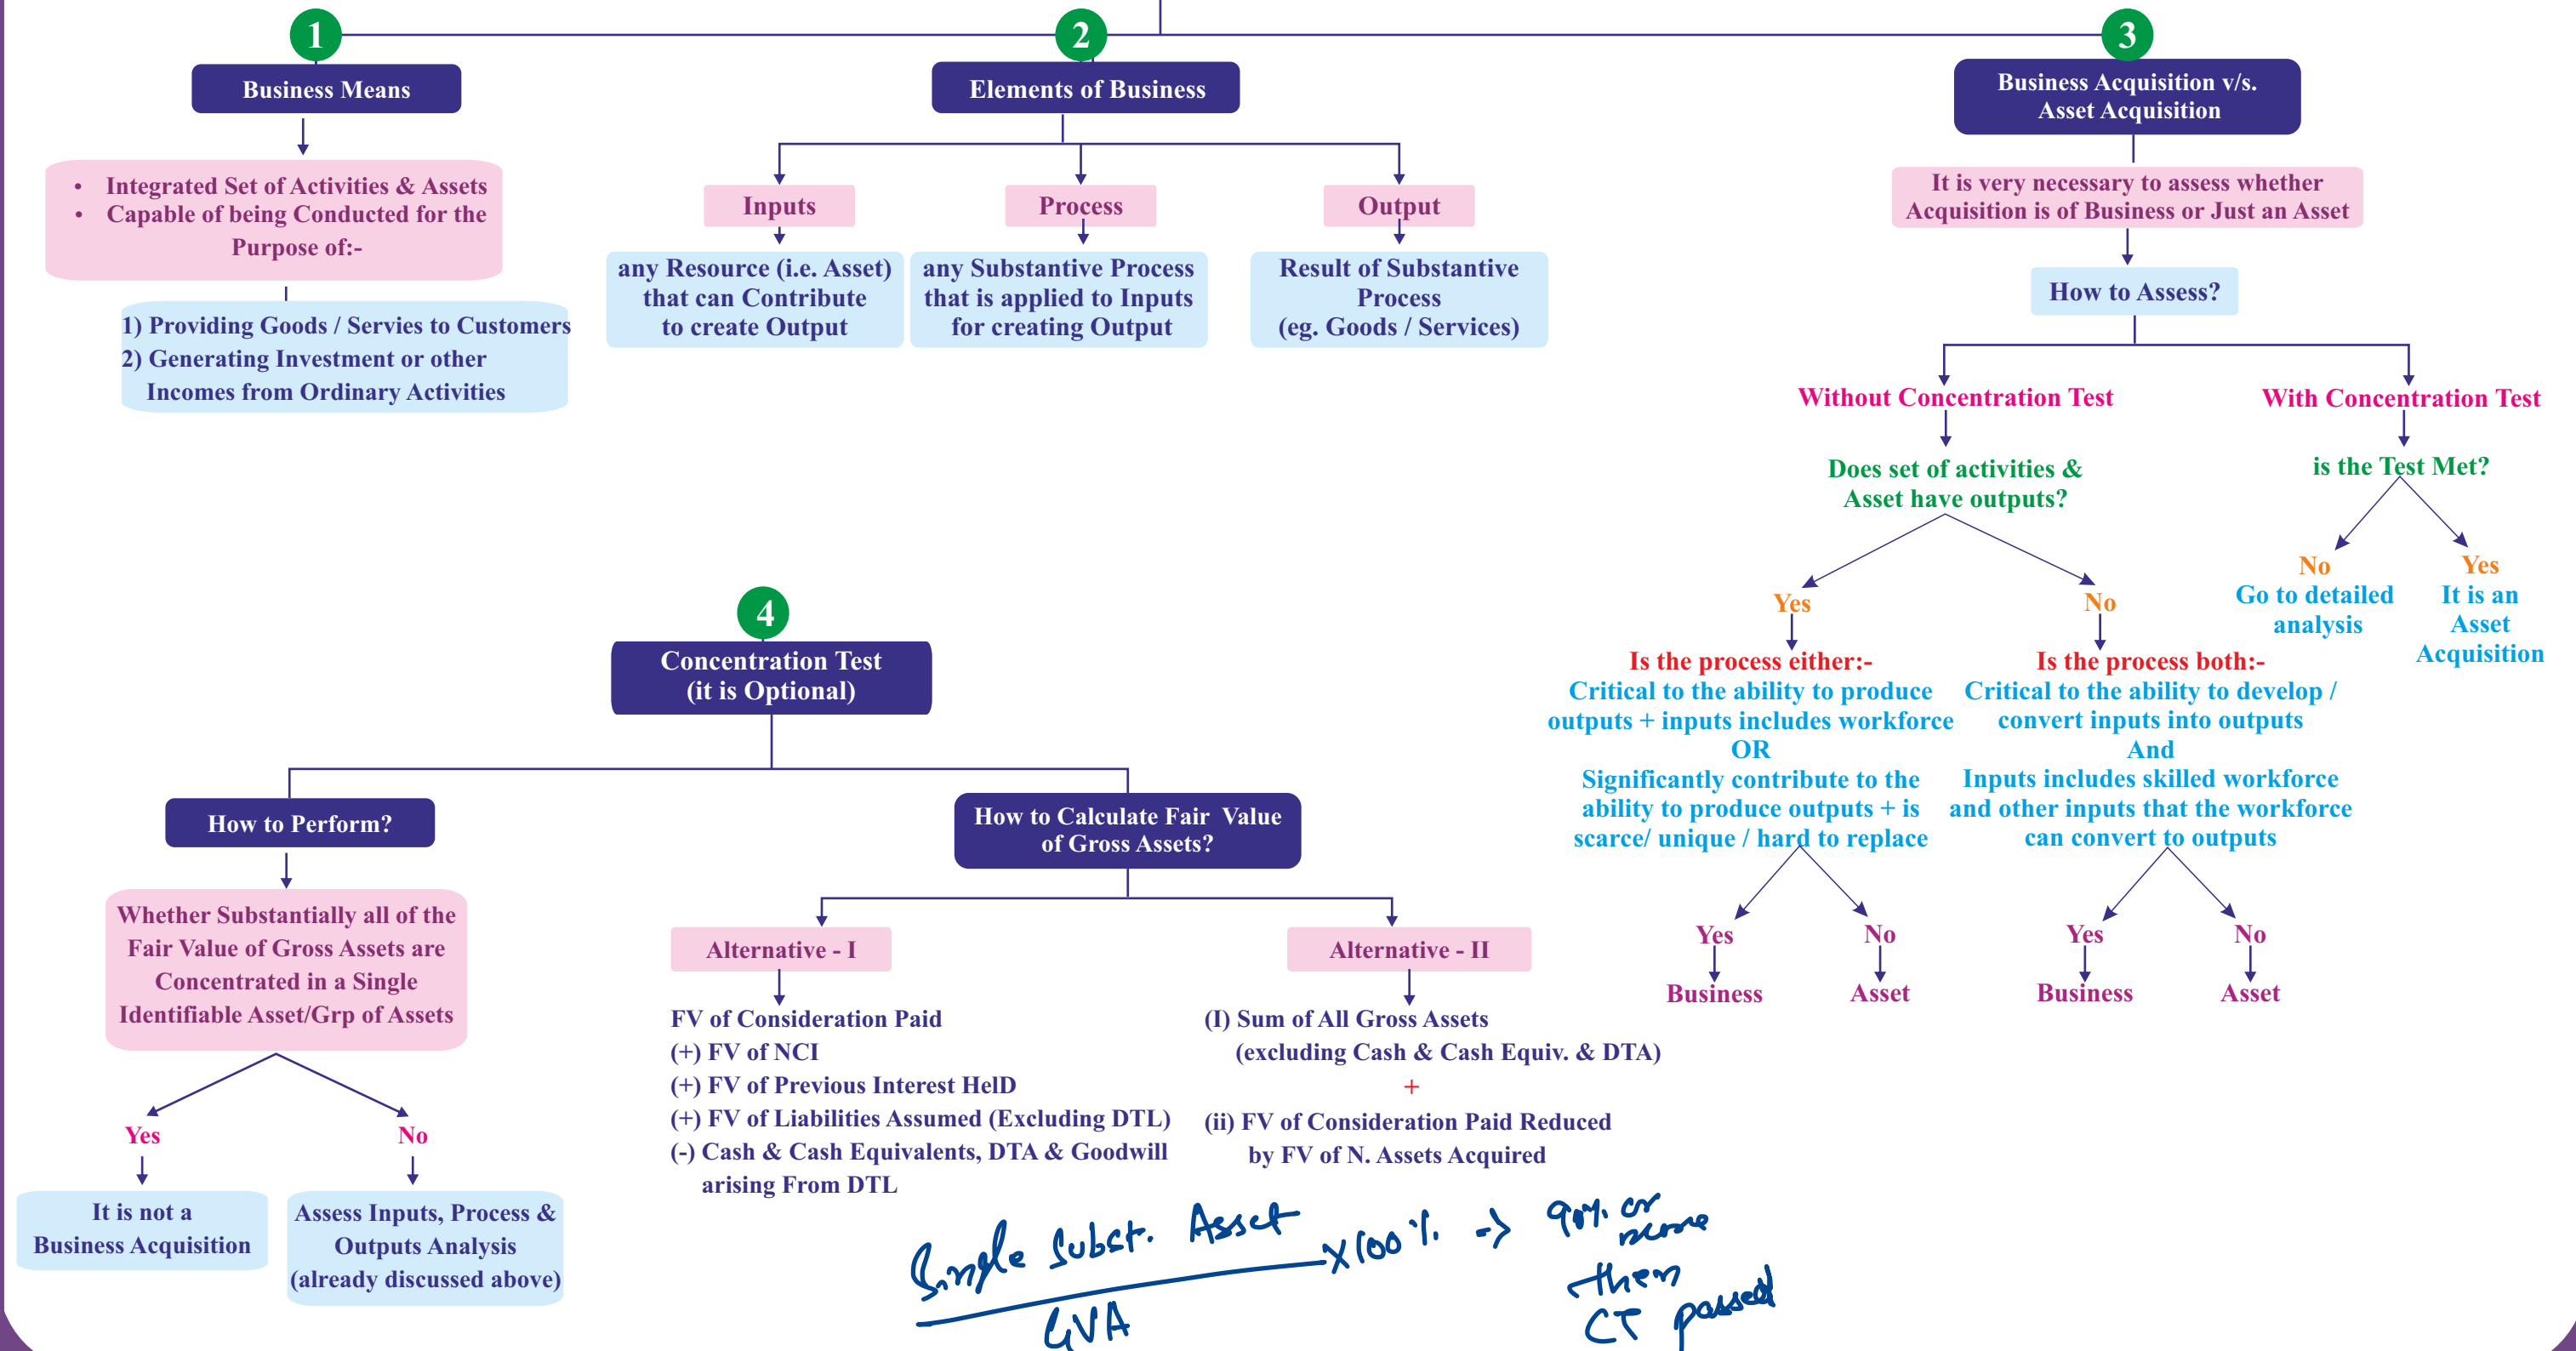 1
Business Means
• Integrated Set of Activities & Assets
• Capable of being Conducted for the
Purpose of:-
1) Providing Goods / Servies to Customers
2) Generating Investment or other
Incomes from Ordinary Activities
2
Elements of Business
Inputs
any Resource (i.e. Asset)
that can Contribute
to create Output
Process
any Substantive Process
that is applied to Inputs
for creating Output
Output
Result of Substantive
Process
(eg. Goods / Services)
3
Business Acquisition v/s.
Asset Acquisition
It is very necessary to assess whether
Acquisition is of Business or Just an Asset
How to Assess?
Without Concentration Test
Does set of activities &
Asset have outputs?
Yes
Is the process either:-
Critical to the ability to produce
outputs + inputs includes workforce
OR
Significantly contribute to the
ability to produce outputs + is
scarce/ unique / hard to replace
Yes
Business
No
Asset
No
Is the process both:-
Critical to the ability to develop /
convert inputs into outputs
And
Inputs includes skilled workforce
and other inputs that the workforce
can convert to outputs
Yes
Business
No
Asset
With Concentration Test
is the Test Met?
No
Go to detailed
analysis
Yes
It is an
Asset
Acquisition
4
Concentration Test
(it is Optional)
How to Perform?
Whether Substantially all of the
Fair Value of Gross Assets are
Concentrated in a Single
Identifiable Asset/Grp of Assets
Yes
It is not a
Business Acquisition
No
Assess Inputs, Process &
Outputs Analysis
(already discussed above)
How to Calculate Fair Value
of Gross Assets?
Alternative - I
FV of Consideration Paid
(+) FV of NCI
(+) FV of Previous Interest HelD
(+) FV of Liabilities Assumed (Excluding DTL)
(-) Cash & Cash Equivalents, DTA & Goodwill
arising From DTL
Alternative - II
(I) Sum of All Gross Assets
(excluding Cash & Cash Equiv. & DTA)
+
(ii) FV of Consideration Paid Reduced
by FV of N. Assets Acquired
Single Subst. Asset
GVA
x100% -> 90% or
more
then
CT passed